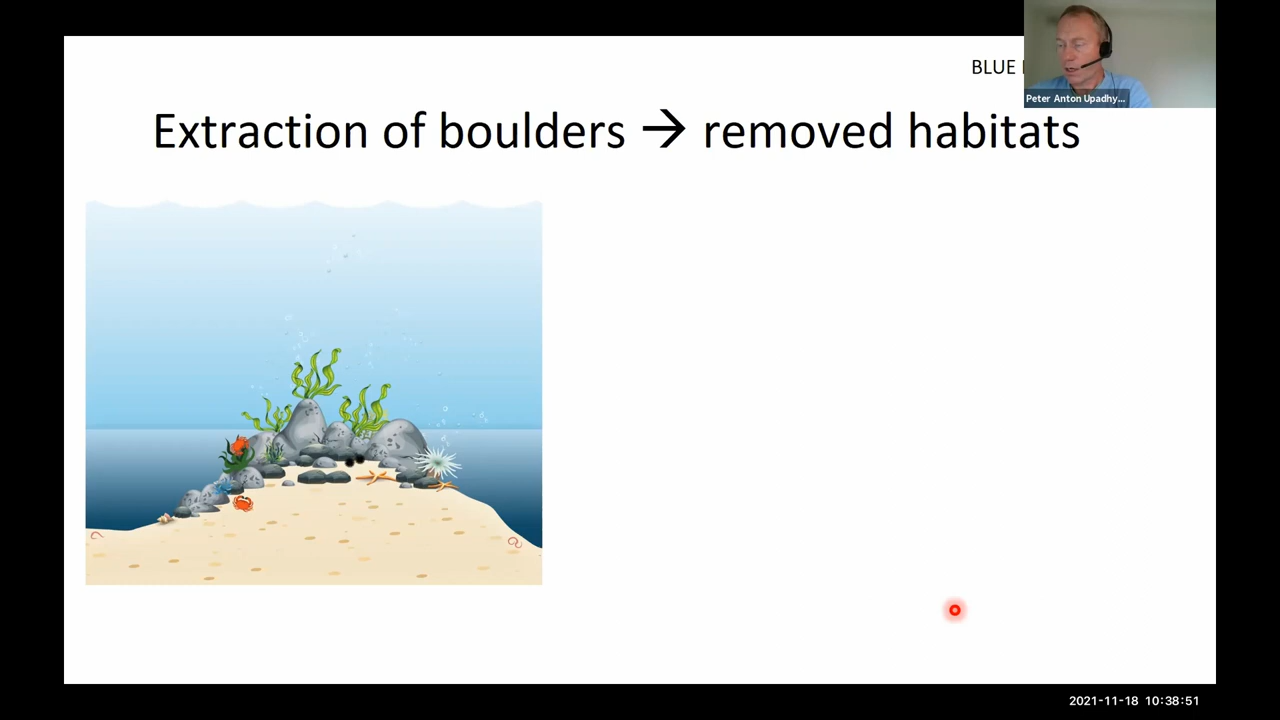 BLUE
Peter Anton Upadhy...
Extraction of boulders → removed habitats
2021-11-18 10:38:51